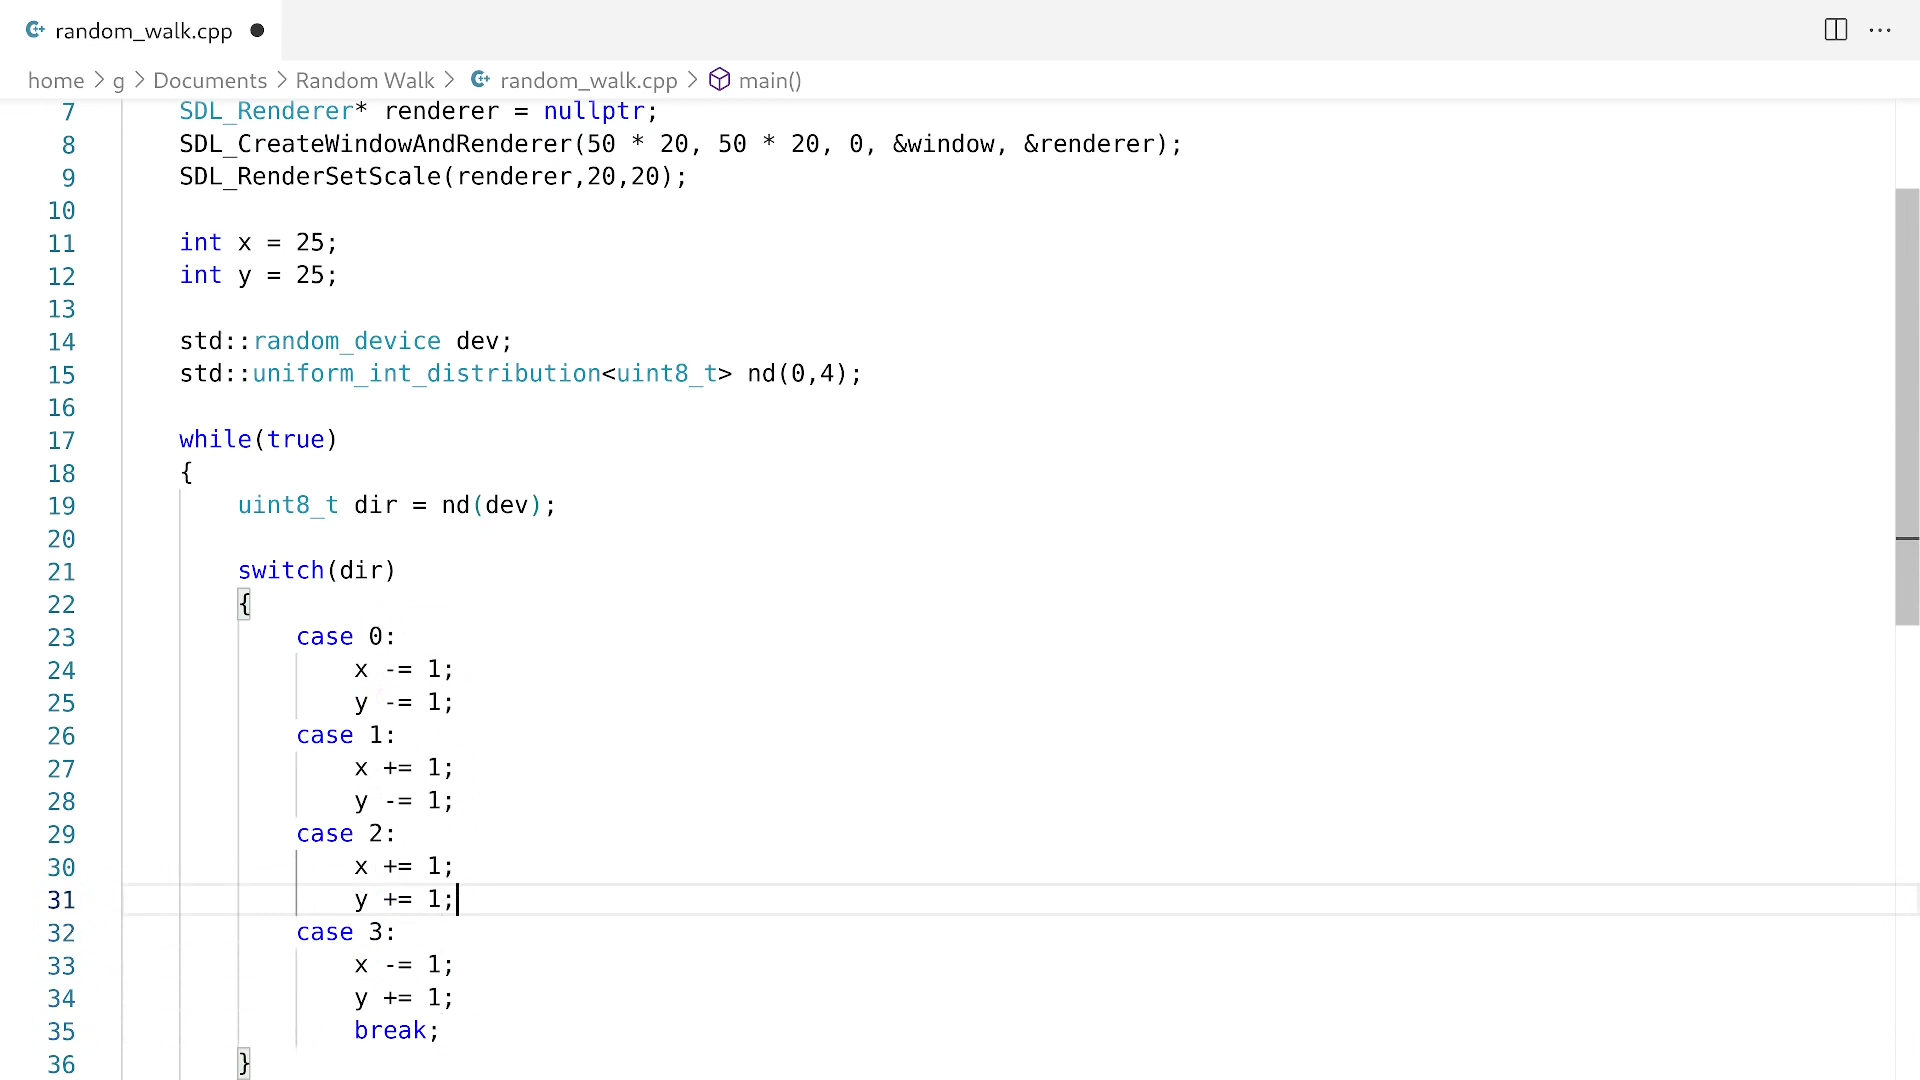 random_walk.cpp
home > g > Documents > Random Walk > random_walk.cpp > main()
7 SDL_Renderer* renderer = nullptr;
8 SDL_CreateWindowAndRenderer(50 * 20, 50 * 20, 0, &window, &renderer);
9 SDL_RenderSetScale(renderer,20,20);
10
11 int x = 25;
12 int y = 25;
13
14 std::random_device dev;
15 std::uniform_int_distribution<uint8_t> nd(0,4);
16
17 while(true)
18 {
19 uint8_t dir = nd(dev);
20
21 switch(dir)
22 {
23 case 0:
24 x -= 1;
25 y -= 1;
26 case 1:
27 x += 1;
28 y -= 1;
29 case 2:
30 x += 1;
31 y += 1;
32 case 3:
33 x -= 1;
34 y += 1;
35 break;
36 }